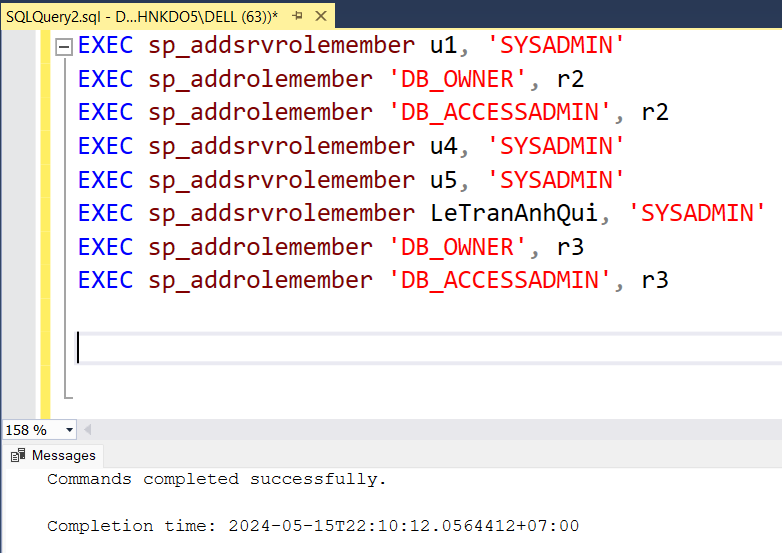 SQLQuery2.sql - D...HNKDO5\DELL (63))*
EXEC sp_addsrvrolemember u1, 'SYSADMIN'
EXEC sp_addrolemember 'DB_OWNER', r2
EXEC sp_addrolemember 'DB_ACCESSADMIN', r2
EXEC sp_addsrvrolemember u4, 'SYSADMIN'
EXEC sp_addsrvrolemember u5, 'SYSADMIN'
EXEC sp_addsrvrolemember LeTranAnhQui, 'SYSADMIN'
EXEC sp_addrolemember 'DB_OWNER', r3
EXEC sp_addrolemember 'DB_ACCESSADMIN', r3
158 %
Messages
Commands completed successfully.
Completion time: 2024-05-15T22:10:12.0564412+07:00